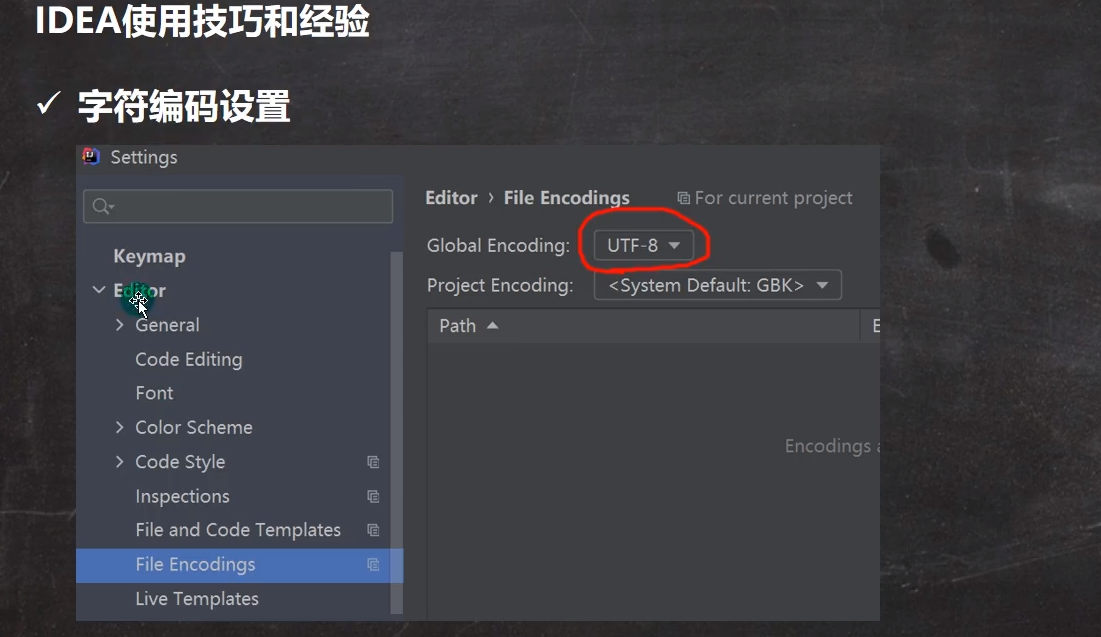 IDEA使用技巧和经验
✓ 字符编码设置
Settings
Keymap
Editor
General
Code Editing
Font
Color Scheme
Code Style
Inspections
File and Code Templates
File Encodings
Live Templates
Editor › File Encodings For current project
Global Encoding: UTF-8
Project Encoding: <System Default: GBK>
Path E
Encodings a